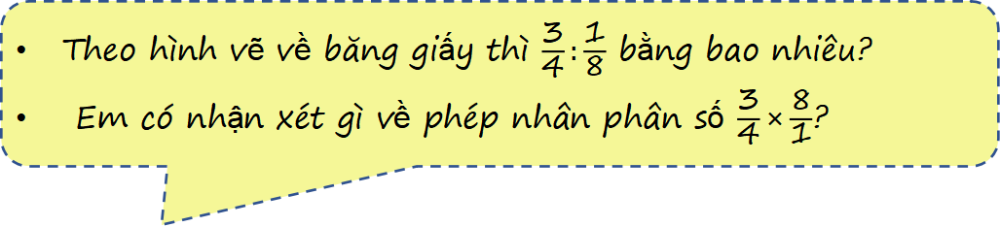 • Theo hình vẽ về băng giấy thì 3/4 : 1/8 bằng bao nhiêu?
• Em có nhận xét gì về phép nhân phân số 3/4 × 8/1?